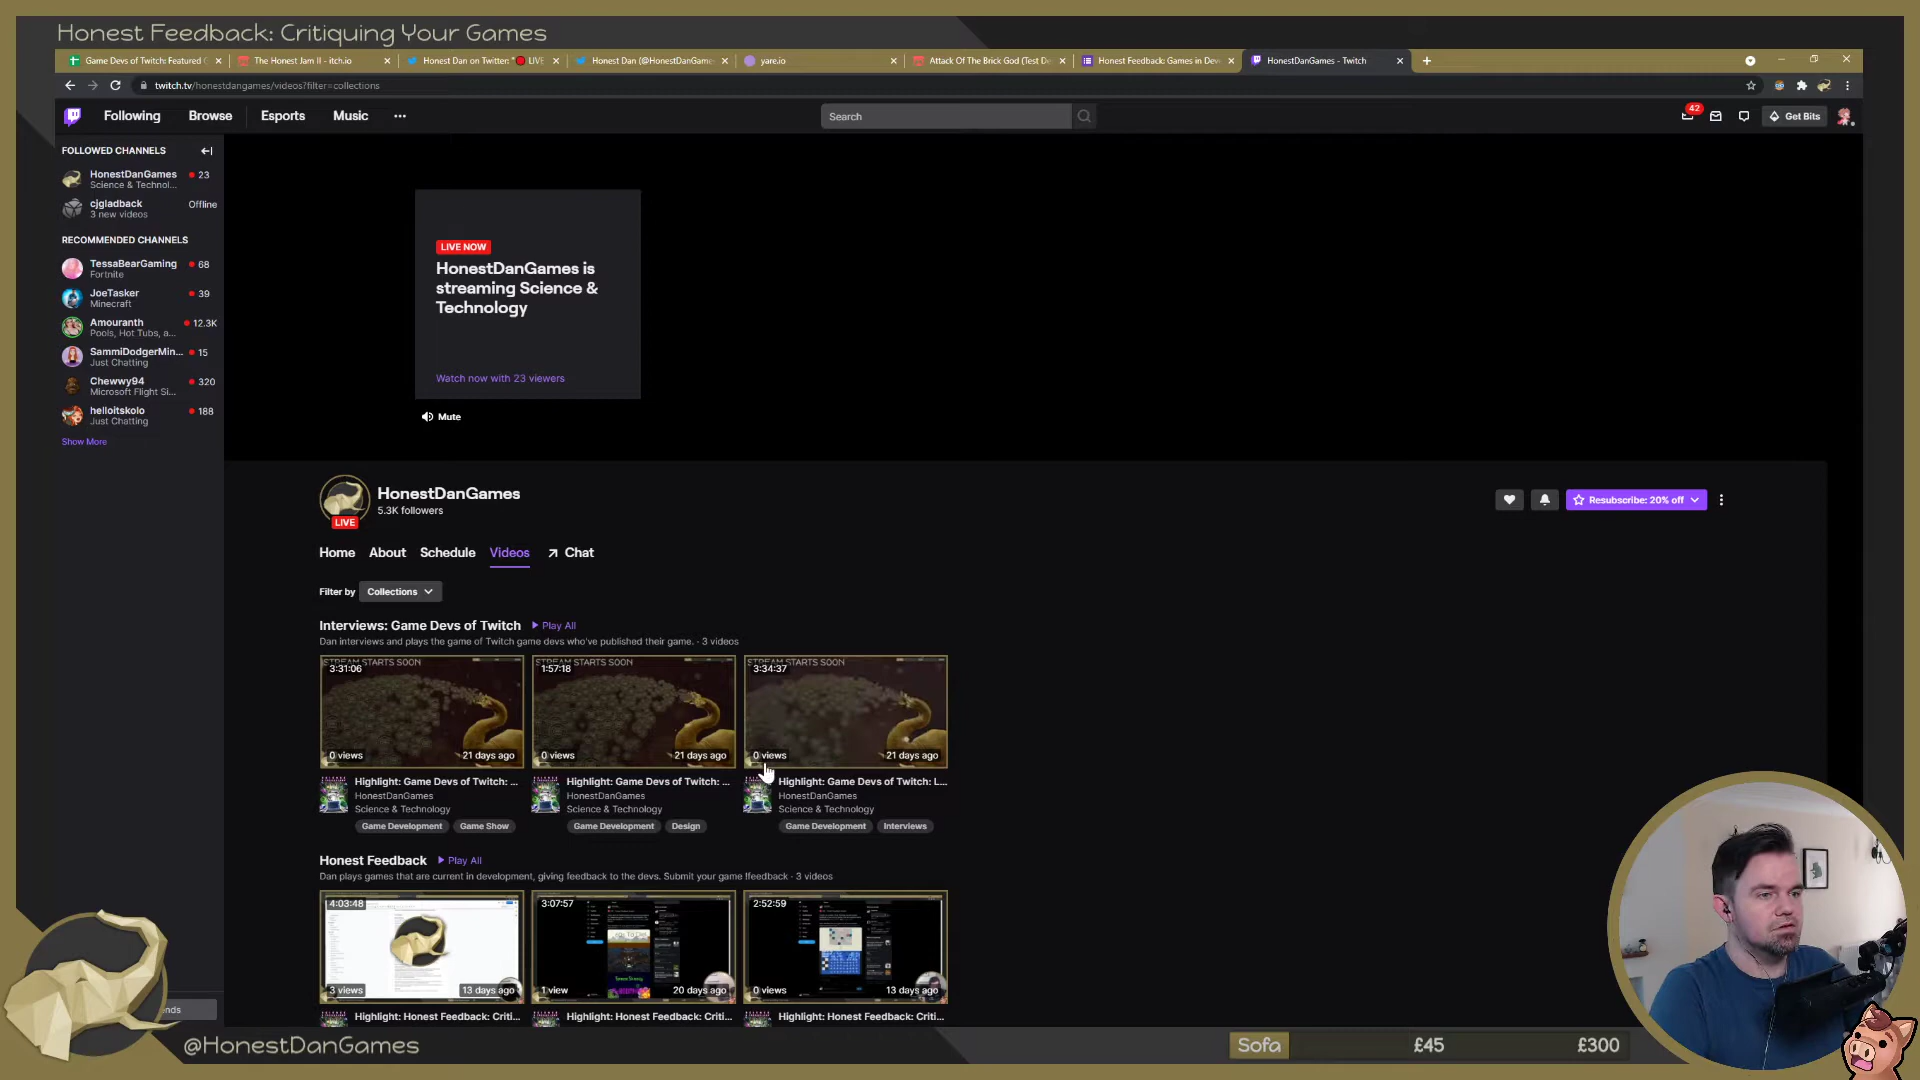 Honest Feedback: Critiquing Your Games
Game Devs of Twitch: Featured G
The Honest Jam II - itch.io
Honest Dan on Twitter: "🔴 LIVE
Honest Dan (@HonestDanGame
yare.io
Attack Of The Brick God (Test De
Honest Feedback: Games in Deve
HonestDanGames - Twitch
twitch.tv/honestdangames/videos?filter=collections
Following
Browse
Esports
Music
Search
42
Get Bits
FOLLOWED CHANNELS
HonestDanGames
23
Science & Technol...
cjgladback
Offline
3 new videos
RECOMMENDED CHANNELS
TessaBearGaming
68
Fortnite
JoeTasker
39
Minecraft
Amouranth
12.3K
Pools, Hot Tubs, a...
SammiDodgerMin...
15
Just Chatting
Chewwy94
320
Microsoft Flight Si...
helloitskolo
188
Just Chatting
Show More
LIVE NOW
HonestDanGames is
streaming Science &
Technology
Watch now with 23 viewers
Mute
HonestDanGames
5.3K followers
LIVE
Resubscribe: 20% off
Home
About
Schedule
Videos
Chat
Filter by
Collections
Interviews: Game Devs of Twitch
Play All
Dan interviews and plays the game of Twitch game devs who've published their game. · 3 videos
STREAM STARTS SOON
3:31:06
0 views
21 days ago
STREAM STARTS SOON
1:57:18
0 views
21 days ago
STREAM STARTS SOON
3:34:37
0 views
21 days ago
Highlight: Game Devs of Twitch: ...
HonestDanGames
Science & Technology
Game Development
Game Show
Highlight: Game Devs of Twitch: ...
HonestDanGames
Science & Technology
Game Development
Design
Highlight: Game Devs of Twitch: L...
HonestDanGames
Science & Technology
Game Development
Interviews
Honest Feedback
Play All
Dan plays games that are current in development, giving feedback to the devs. Submit your game !feedback · 3 videos
4:03:48
3 views
13 days ago
3:07:57
1 view
20 days ago
2:52:59
0 views
13 days ago
Highlight: Honest Feedback: Criti...
Highlight: Honest Feedback: Criti...
Highlight: Honest Feedback: Criti...
ends
@HonestDanGames
Sofa
£45
£300